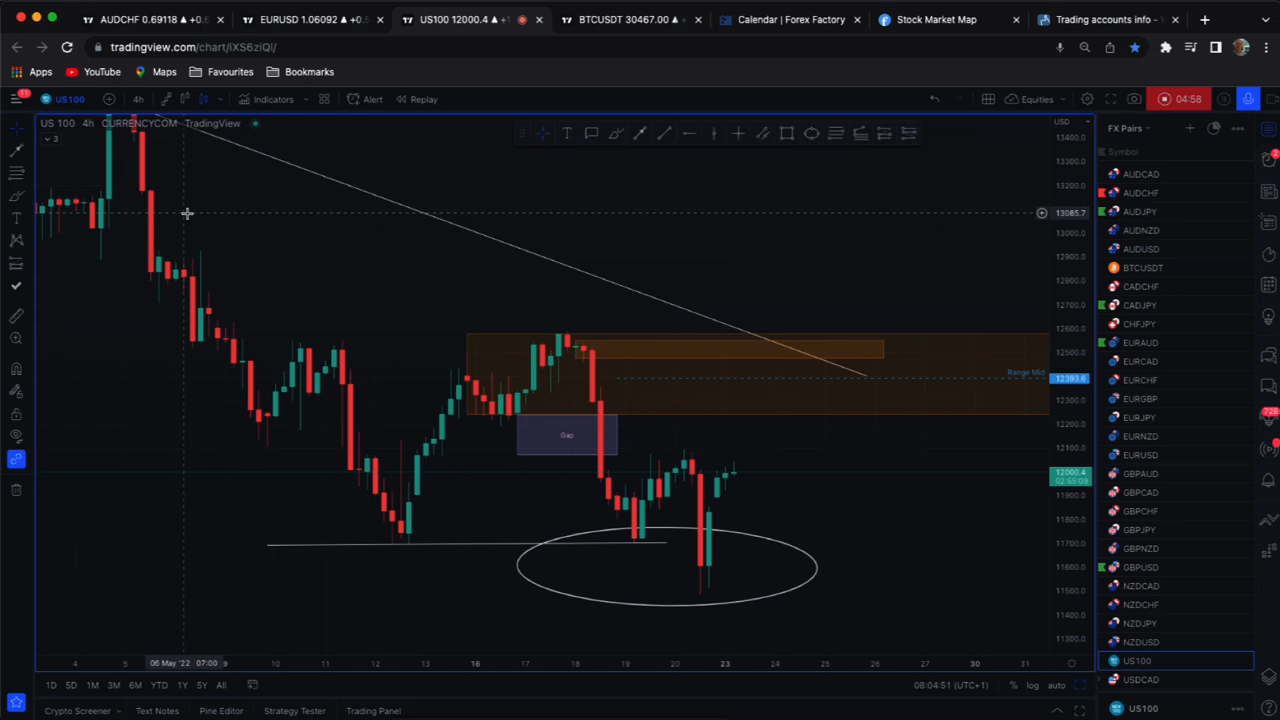 AUDCHF 0.69118 ▲ +0.6
EURUSD 1.06092 ▲ +0.5
US100 12000.4 ▲ +1
BTCUSDT 30467.00 ▲ +
Calendar | Forex Factory
Stock Market Map
Trading accounts info -
tradingview.com/chart/iXS6ziQl/
Apps
YouTube
Maps
Favourites
Bookmarks
11
US100
4h
Indicators
Alert
Replay
Equities
04:58
US 100 4h CURRENCYCOM TradingView
3
USD
FX Pairs
Symbol
AUDCAD
AUDCHF
AUDJPY
AUDNZD
AUDUSD
BTCUSDT
CADCHF
CADJPY
CHFJPY
EURAUD
EURCAD
EURCHF
EURGBP
EURJPY
EURNZD
EURUSD
GBPAUD
GBPCAD
GBPCHF
GBPJPY
GBPNZD
GBPUSD
NZDCAD
NZDCHF
NZDJPY
NZDUSD
US100
USDCAD
US100
13400.0
13300.0
13200.0
13085.7
13000.0
12900.0
12800.0
12700.0
12600.0
12500.0
Range Mid
12393.6
12300.0
12200.0
12100.0
12000.4
02:55:09
11900.0
11800.0
11700.0
11600.0
11500.0
11400.0
11300.0
Gap
2
728
4 5 06 May '22 07:00 9 10 11 12 13 16 17 18 19 20 23 24 25 26 27 30 31
1D 5D 1M 3M 6M YTD 1Y 5Y All
08:04:51 (UTC+1)
% log auto
Crypto Screener
Text Notes
Pine Editor
Strategy Tester
Trading Panel